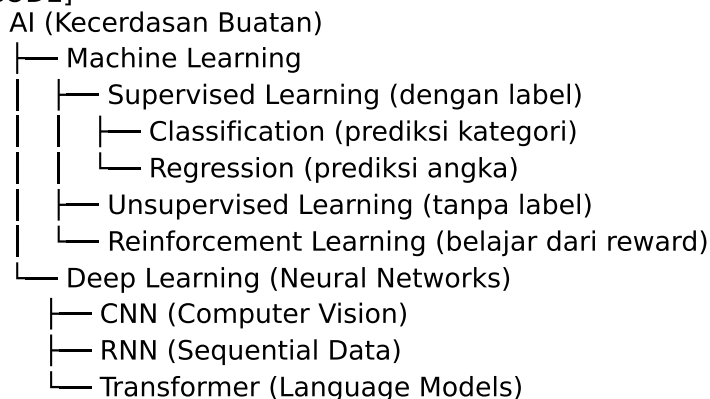 AI (Kecerdasan Buatan)
├── Machine Learning
│   ├── Supervised Learning (dengan label)
│   │   ├── Classification (prediksi kategori)
│   │   └── Regression (prediksi angka)
│   ├── Unsupervised Learning (tanpa label)
│   └── Reinforcement Learning (belajar dari reward)
└── Deep Learning (Neural Networks)
    ├── CNN (Computer Vision)
    ├── RNN (Sequential Data)
    └── Transformer (Language Models)